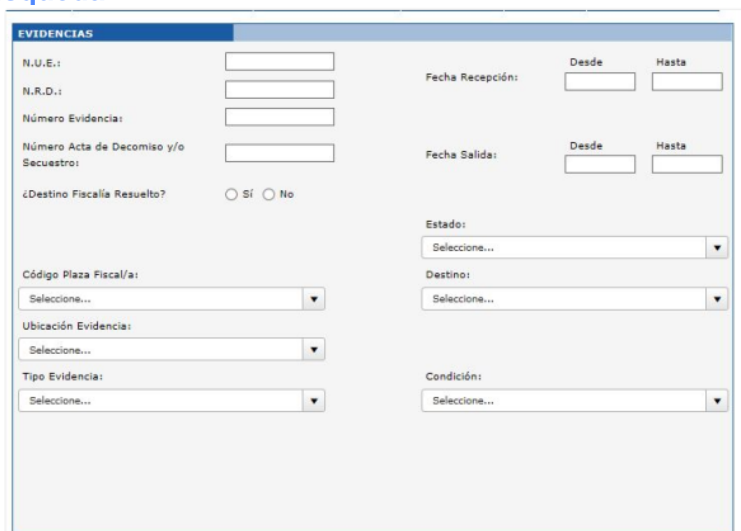 EVIDENCIAS
N.U.E.:
Desde Hasta
Fecha Recepción:
N.R.D.:
Número Evidencia:
Número Acta de Decomiso y/o
Secuestro:
Desde Hasta
Fecha Salida:
¿Destino Fiscalía Resuelto? Sí No
Estado:
Seleccione...
Código Plaza Fiscal/a: Destino:
Seleccione... Seleccione...
Ubicación Evidencia:
Seleccione...
Tipo Evidencia: Condición:
Seleccione... Seleccione...